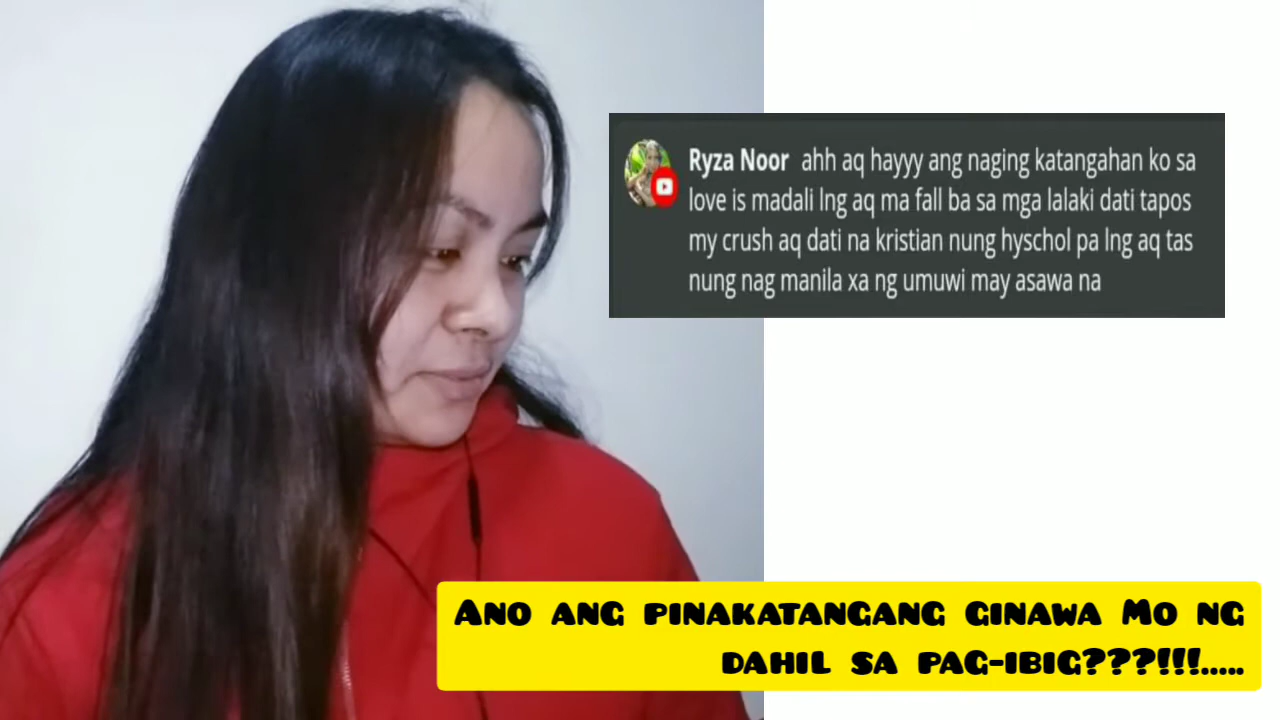 Ryza Noor ahh aq hayyy ang naging katangahan ko sa
love is madali lng aq ma fall ba sa mga lalaki dati tapos
my crush aq dati na kristian nung hyschol pa lng aq tas
nung nag manila xa ng umuwi may asawa na
ANO ANG PINAKATANGANG GINAWA MO NG
DAHIL SA PAG-IBIG???!!!.....